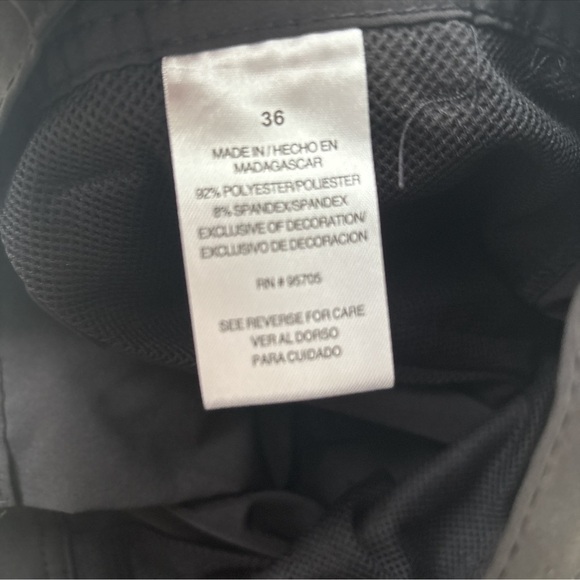 36
MADE IN / HECHO EN
MADAGASCAR
92% POLYESTER/POLIESTER
8% SPANDEX/SPANDEX
EXCLUSIVE OF DECORATION/
EXCLUSIVO DE DECORACION
RN # 95705
SEE REVERSE FOR CARE
VER AL DORSO
PARA CUIDADO